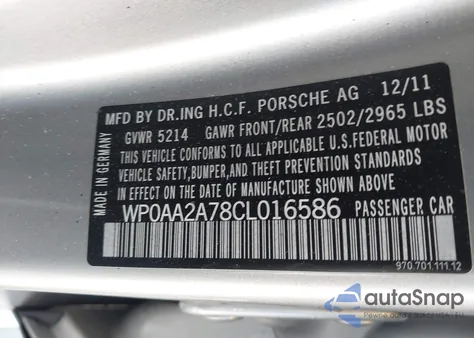 MFD BY DR.ING H.C.F. PORSCHE AG 12/11
GVWR 5214 GAWR FRONT/REAR 2502/2965 LBS
THIS VEHICLE CONFORMS TO ALL APPLICABLE U.S.FEDERAL MOTOR
VEHICLE SAFETY,BUMPER,AND THEFT PREVENTION STANDARDS
IN EFFECT ON THE DATE OF MANUFACTURE SHOWN ABOVE
WP0AA2A78CL016586 PASSENGER CAR
MADE IN GERMANY
970.701.111.12
autoSnap